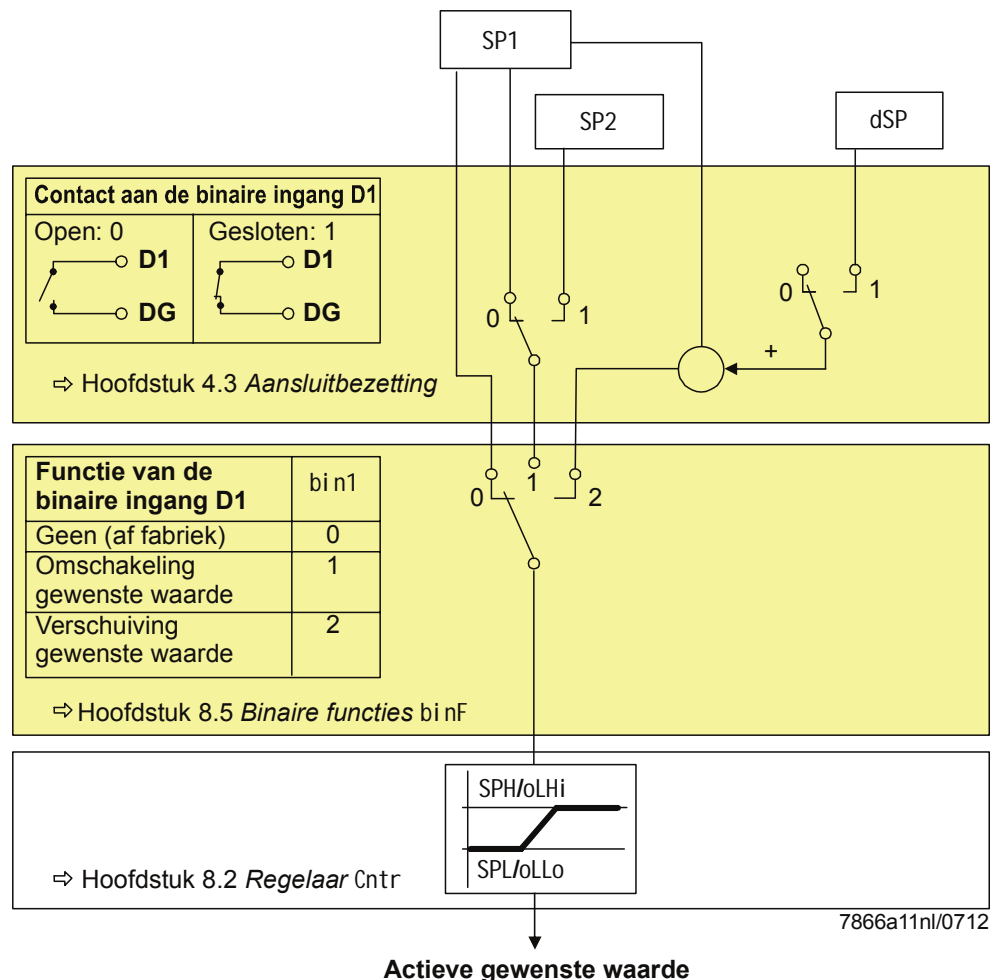 SP1
SP2
dSP
Contact aan de binaire ingang D1
Open: 0
Gesloten: 1
D1
DG
D1
DG
0
1
0
1
+
⇨ Hoofdstuk 4.3 Aansluitbezetting
Functie van de
binaire ingang D1
bin1
Geen (af fabriek)
0
Omschakeling
gewenste waarde
1
Verschuiving
gewenste waarde
2
0
1
2
⇨ Hoofdstuk 8.5 Binaire functies binF
SPH/oLHi
SPL/oLLo
⇨ Hoofdstuk 8.2 Regelaar Cntr
7866a11nl/0712
Actieve gewenste waarde